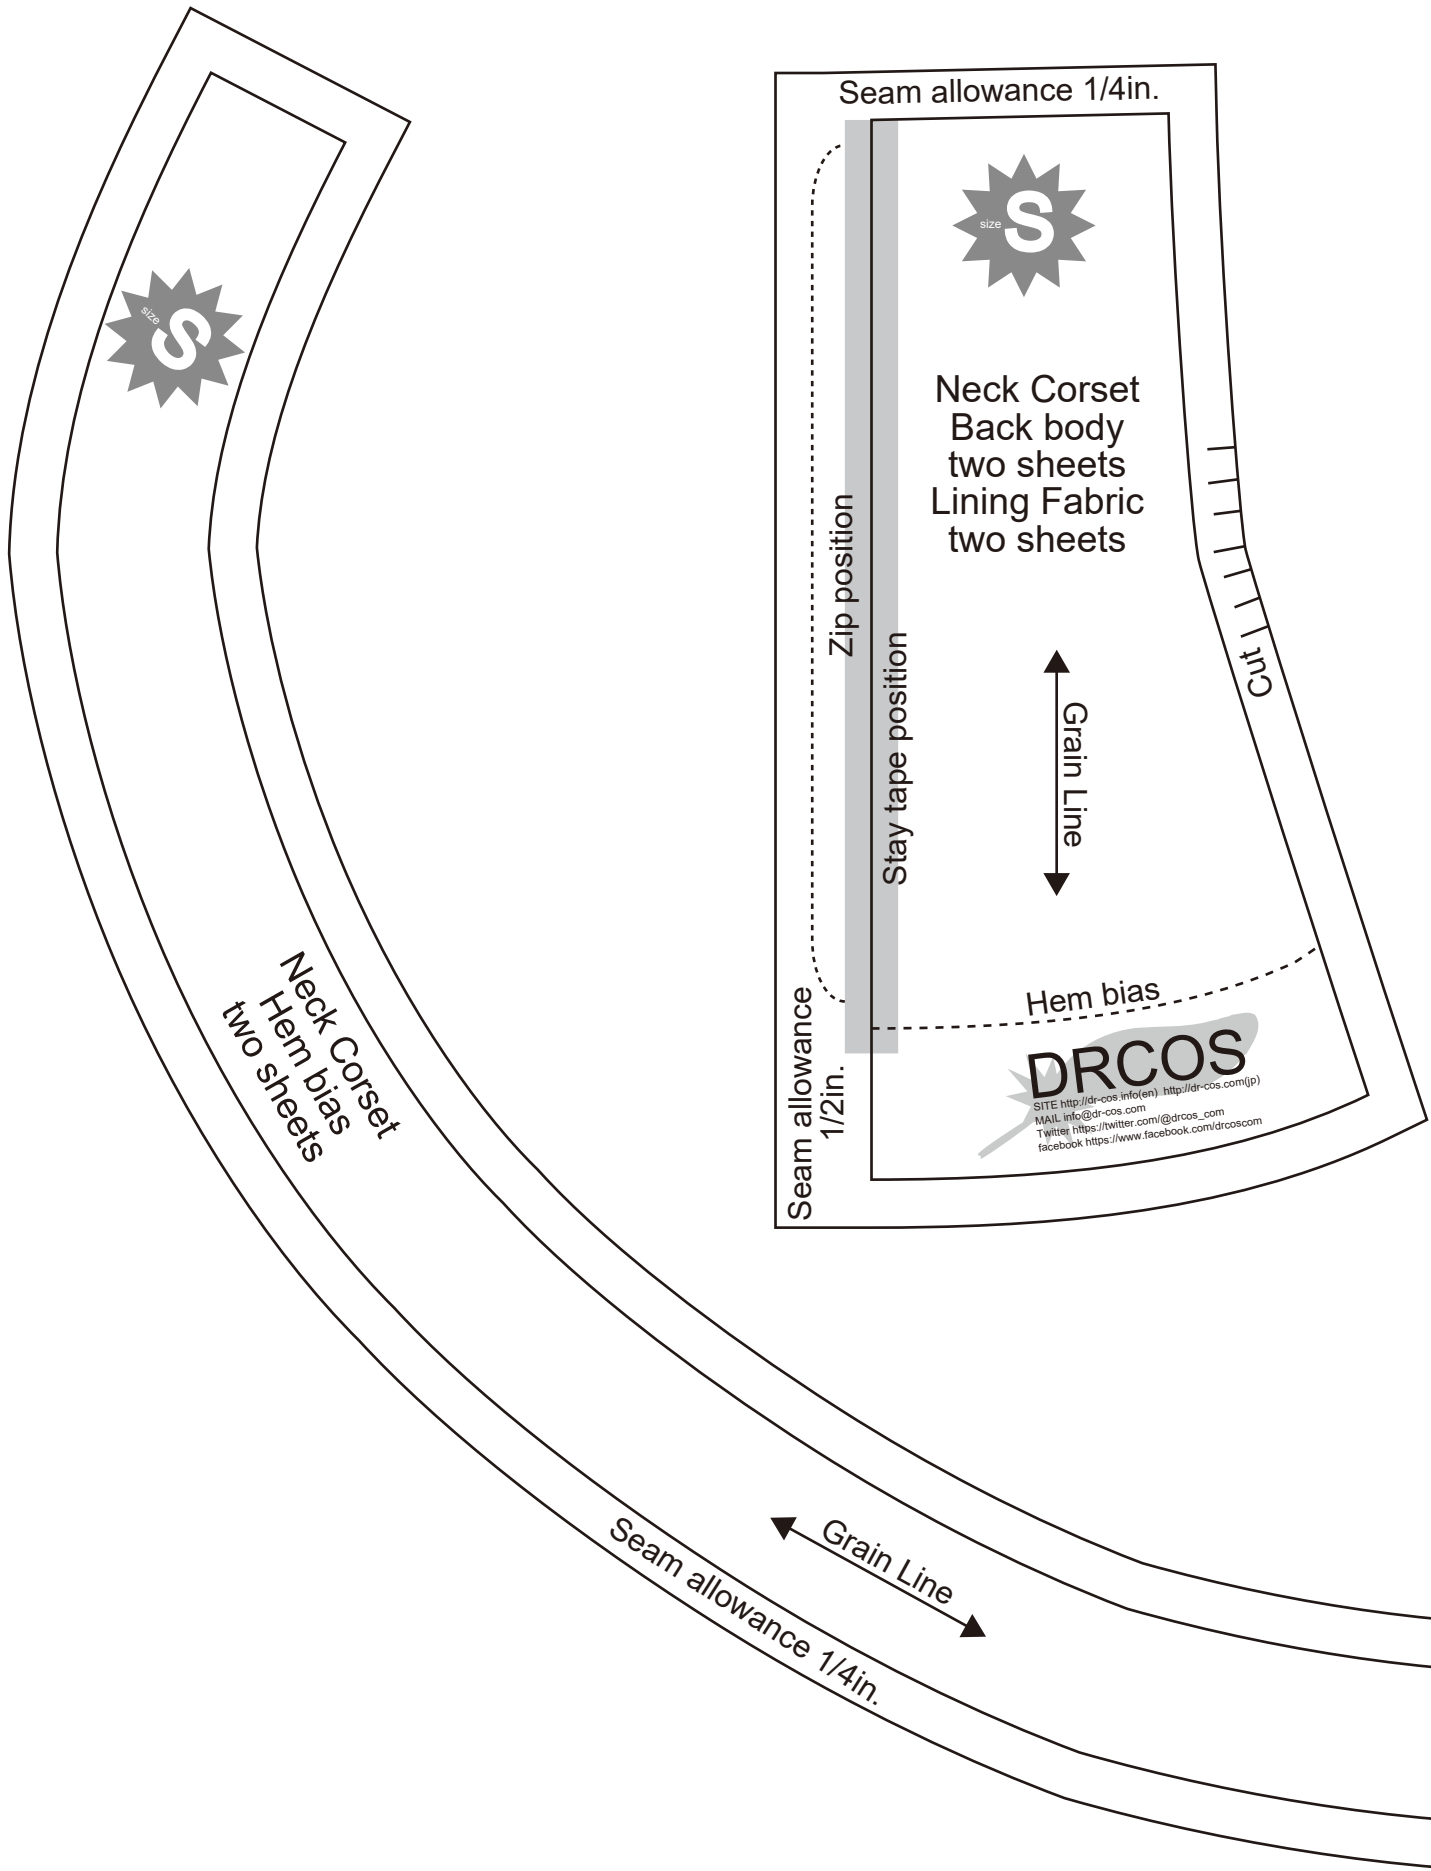 size S
Neck Corset
Hem bias
two sheets
Seam allowance 1/4in.
Grain Line
Seam allowance 1/4in.
size S
Neck Corset
Back body
two sheets
Lining Fabric
two sheets
Zip position
Stay tape position
Grain Line
Cut
Hem bias
Seam allowance
1/2in.
DRCOS
SITE http://dr-cos.info(en) http://dr-cos.com(jp)
MAIL info@dr-cos.com
Twitter https://twitter.com/@drcos_com
facebook https://www.facebook.com/drcoscom